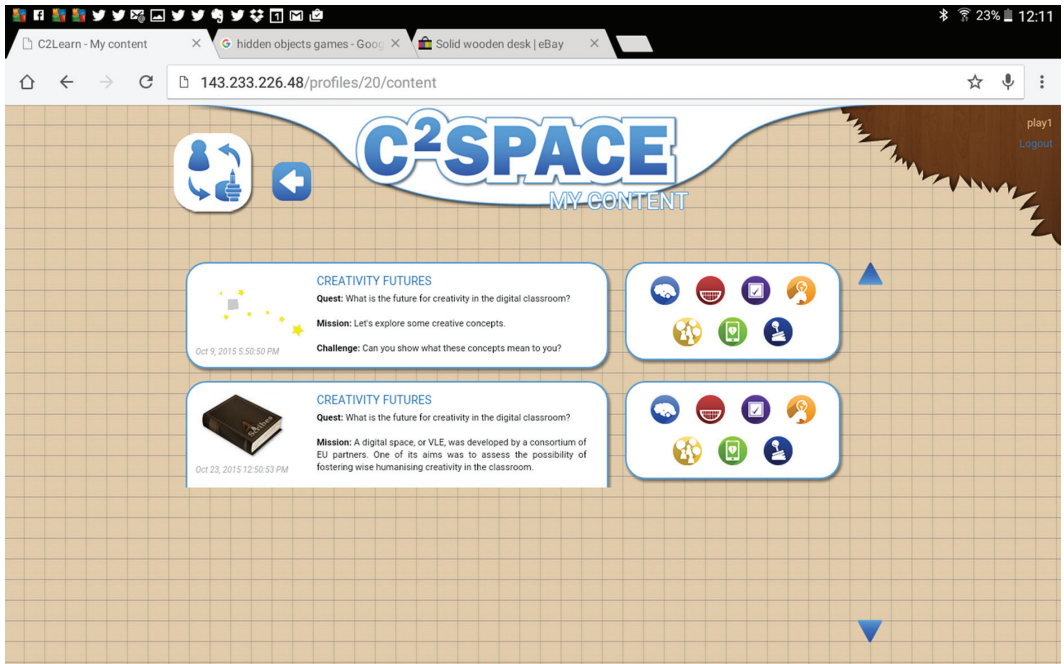 23% 12:11
C2Learn - My content
hidden objects games - Goog
Solid wooden desk | eBay
143.233.226.48/profiles/20/content
play1
Logout
C²SPACE
MY CONTENT
CREATIVITY FUTURES
Quest: What is the future for creativity in the digital classroom?
Mission: Let's explore some creative concepts.
Challenge: Can you show what these concepts mean to you?
Oct 9, 2015 5:50:50 PM
CREATIVITY FUTURES
Quest: What is the future for creativity in the digital classroom?
Mission: A digital space, or VLE, was developed by a consortium of
EU partners. One of its aims was to assess the possibility of
fostering wise humanising creativity in the classroom.
Scribes
Oct 23, 2015 12:50:53 PM